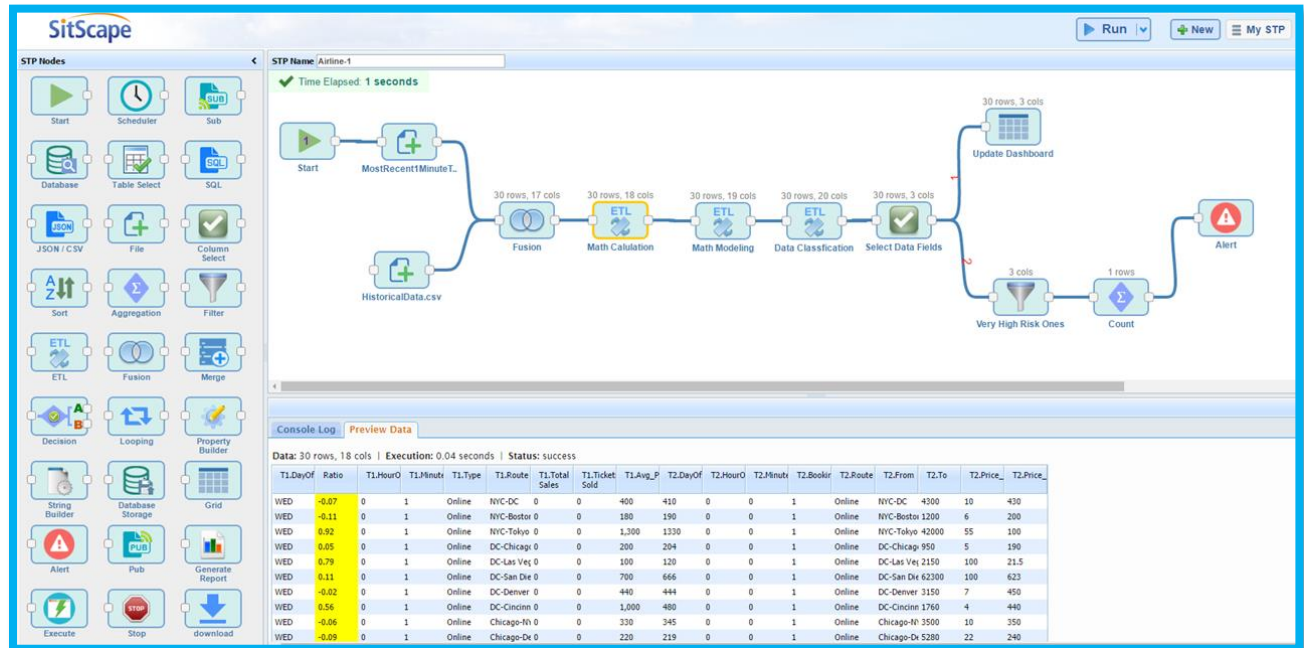 SitScape
Run
New
My STP
STP Nodes
STP Name Airline-1
Time Elapsed: 1 seconds
Start
Scheduler
SUB
Sub
Database
Table Select
SQL
SQL
JSON
JSON / CSV
File
Column
Select
A
Z
Sort
Aggregation
Filter
ETL
ETL
Fusion
Merge
A
B
Decision
Looping
Property
Builder
String
Builder
Database
Storage
Grid
Alert
PUB
Pub
Generate
Report
Execute
STOP
Stop
download
1
Start
MostRecent1MinuteT..
HistoricalData.csv
30 rows, 17 cols
Fusion
30 rows, 18 cols
ETL
Math Calulation
30 rows, 19 cols
ETL
Math Modeling
30 rows, 20 cols
ETL
Data Classfication
30 rows, 3 cols
Select Data Fields
1
2
30 rows, 3 cols
Update Dashboard
3 cols
Very High Risk Ones
1 rows
Count
Alert
Console Log Preview Data
Data: 30 rows, 18 cols | Execution: 0.04 seconds | Status: success
T1.DayOf Ratio T1.HourO T1.Minute T1.Type T1.Route T1.Total Sales T1.Ticket Sold T1.Avg_P T2.DayOf T2.HourO T2.Minute T2.Bookin T2.Route T2.From T2.To T2.Price_ T2.Price_
WED -0.07 0 1 Online NYC-DC 0 0 400 410 0 0 1 Online NYC-DC 4300 10 430
WED -0.11 0 1 Online NYC-Bostor 0 0 180 190 0 0 1 Online NYC-Bostor 1200 6 200
WED 0.92 0 1 Online NYC-Tokyo 0 0 1,300 1330 0 0 1 Online NYC-Tokyo 42000 55 100
WED 0.05 0 1 Online DC-Chicago 0 0 200 204 0 0 1 Online DC-Chicago 950 5 190
WED 0.79 0 1 Online DC-Las Veg 0 0 100 120 0 0 1 Online DC-Las Veg 2150 100 21.5
WED 0.11 0 1 Online DC-San Die 0 0 700 666 0 0 1 Online DC-San Die 62300 100 623
WED -0.02 0 1 Online DC-Denver 0 0 440 444 0 0 1 Online DC-Denver 3150 7 450
WED 0.56 0 1 Online DC-Cincinn 0 0 1,000 480 0 0 1 Online DC-Cincinn 1760 4 440
WED -0.06 0 1 Online Chicago-N 0 0 330 345 0 0 1 Online Chicago-N 3500 10 350
WED -0.09 0 1 Online Chicago-De 0 0 220 219 0 0 1 Online Chicago-De 5280 22 240